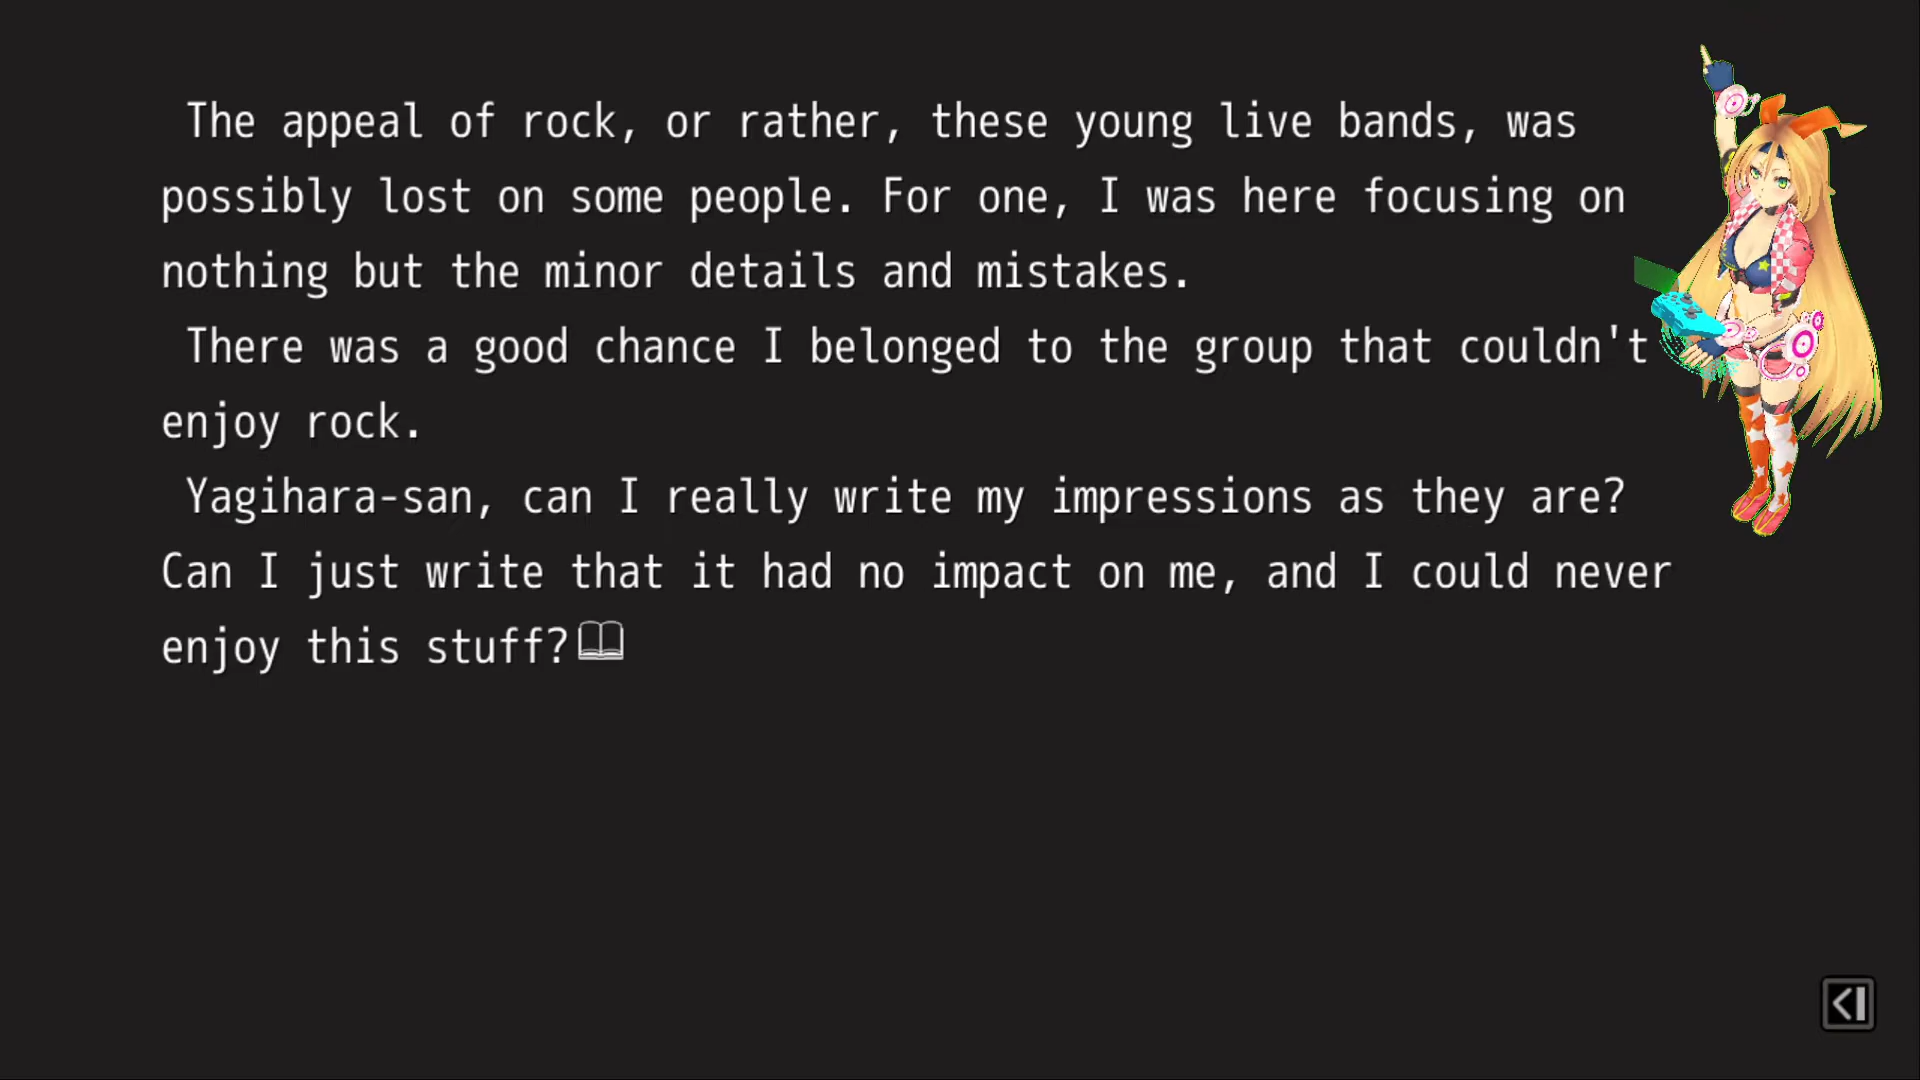 The appeal of rock, or rather, these young live bands, was
possibly lost on some people. For one, I was here focusing on
nothing but the minor details and mistakes.
There was a good chance I belonged to the group that couldn't
enjoy rock.
Yagihara-san, can I really write my impressions as they are?
Can I just write that it had no impact on me, and I could never
enjoy this stuff?